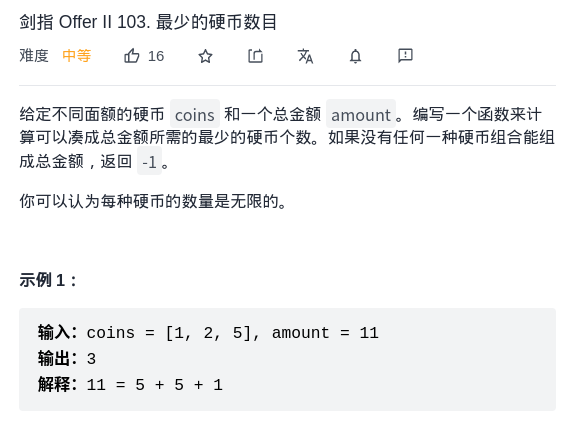 剑指 Offer II 103. 最少的硬币数目
难度 中等 16
给定不同面额的硬币 coins 和一个总金额 amount 。编写一个函数来计
算可以凑成总金额所需的最少的硬币个数。如果没有任何一种硬币组合能组
成总金额，返回 -1 。
你可以认为每种硬币的数量是无限的。
示例 1：
输入：coins = [1, 2, 5], amount = 11
输出：3
解释：11 = 5 + 5 + 1